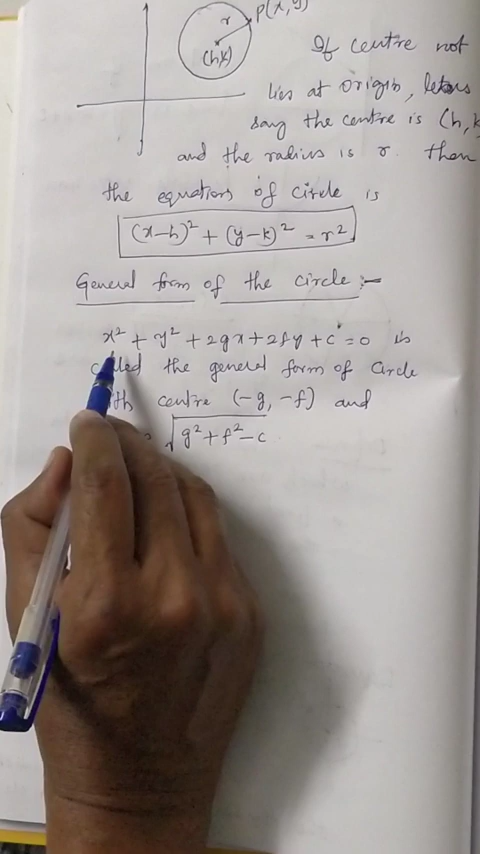 r
P(x, y)
(h,k)
If centre not
lies at origin, let us
say the centre is (h, k
and the radius is r. then
the equation of circle is
(x-h)² + (y-k)² = r²
General form of the circle :-
x² + y² + 2gx + 2fy + c = 0 is
called the general form of circle
centre (-g, -f) and
√g² + f² - c